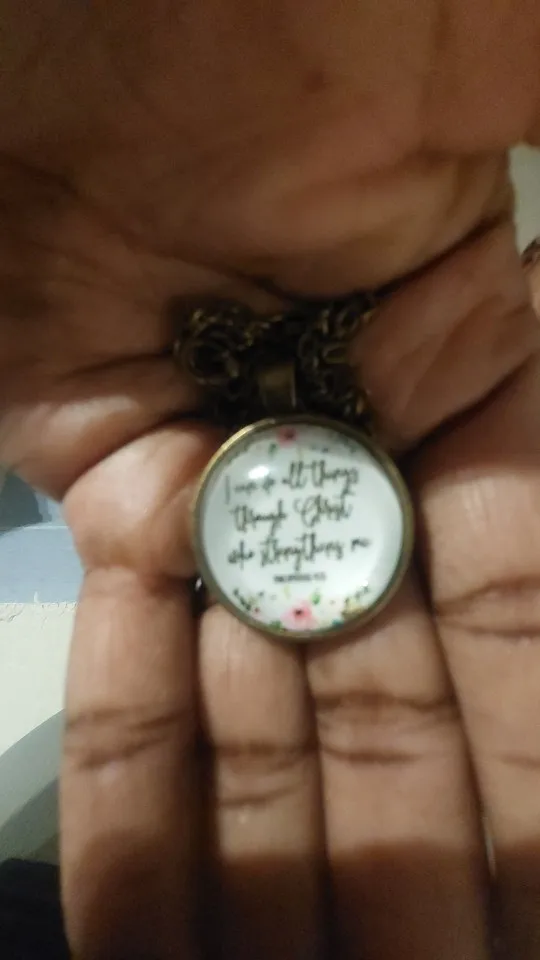 I can do all things
through Christ
who strengthens me